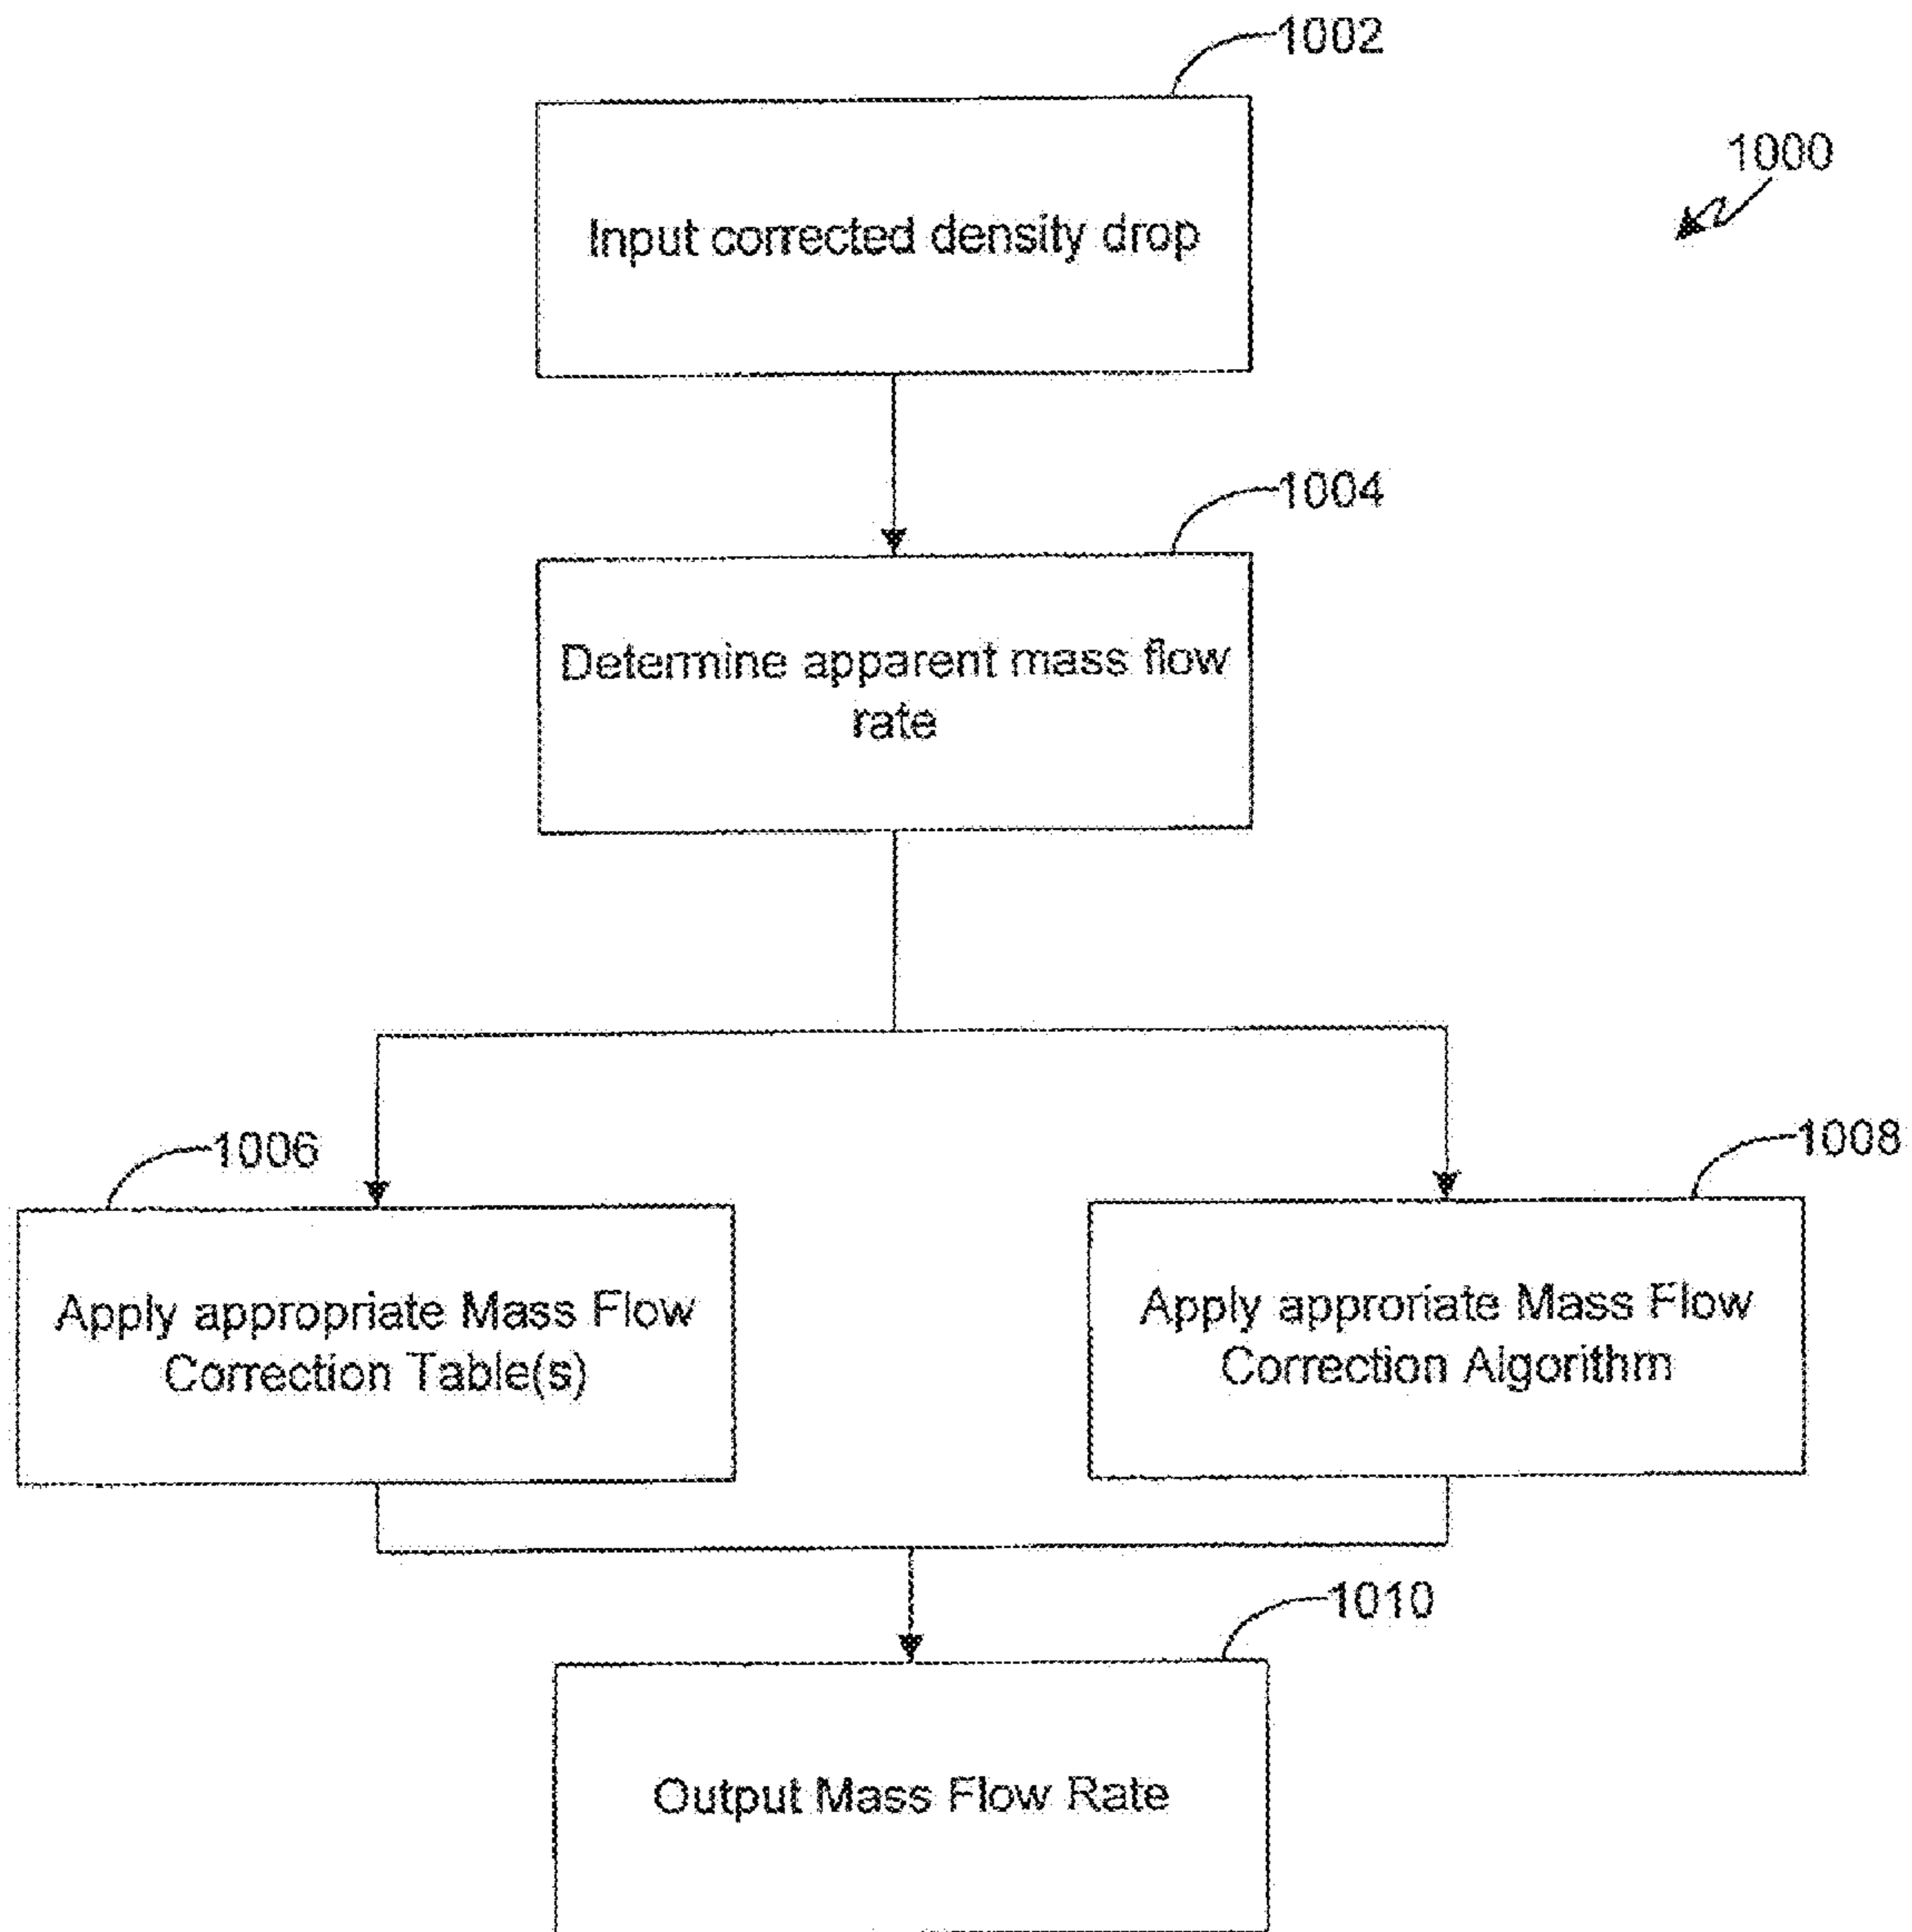 1002
1000
Input corrected density drop
1004
Determine apparent mass flow
rate
1006
1008
Apply appropriate Mass Flow
Correction Table(s)
Apply approriate Mass Flow
Correction Algorithm
1010
Output Mass Flow Rate